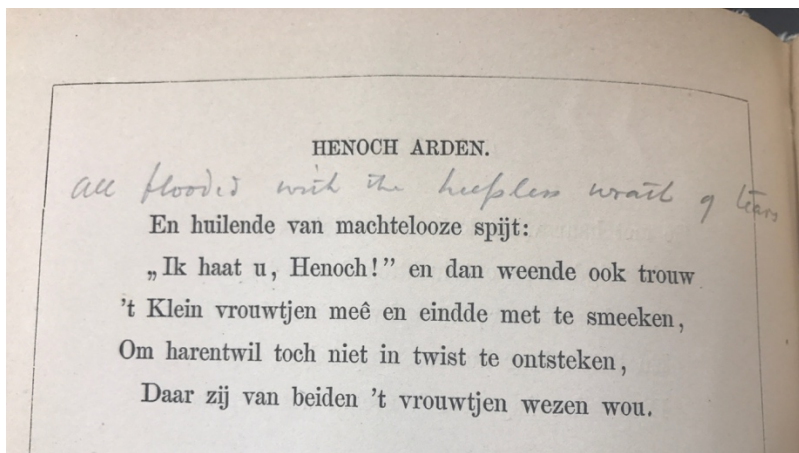 HENOCH ARDEN.
all flooded with the helpless wrath of tears
En huilende van machtelooze spijt:
„Ik haat u, Henoch!” en dan weende ook trouw
't Klein vrouwtjen meê en eindde met te smeeken,
Om harentwil toch niet in twist te ontsteken,
Daar zij van beiden 't vrouwtjen wezen wou.